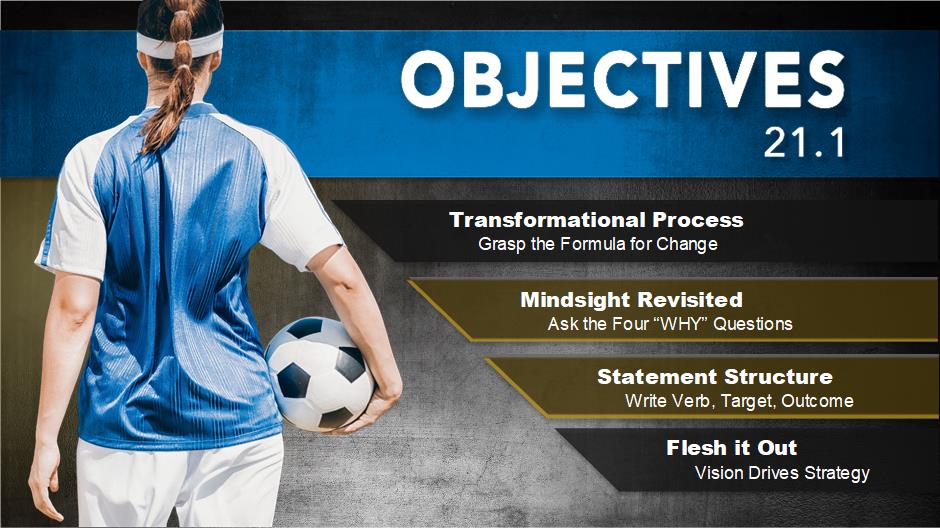 OBJECTIVES
21.1
Transformational Process
Grasp the Formula for Change
Mindsight Revisited
Ask the Four “WHY” Questions
Statement Structure
Write Verb, Target, Outcome
Flesh it Out
Vision Drives Strategy